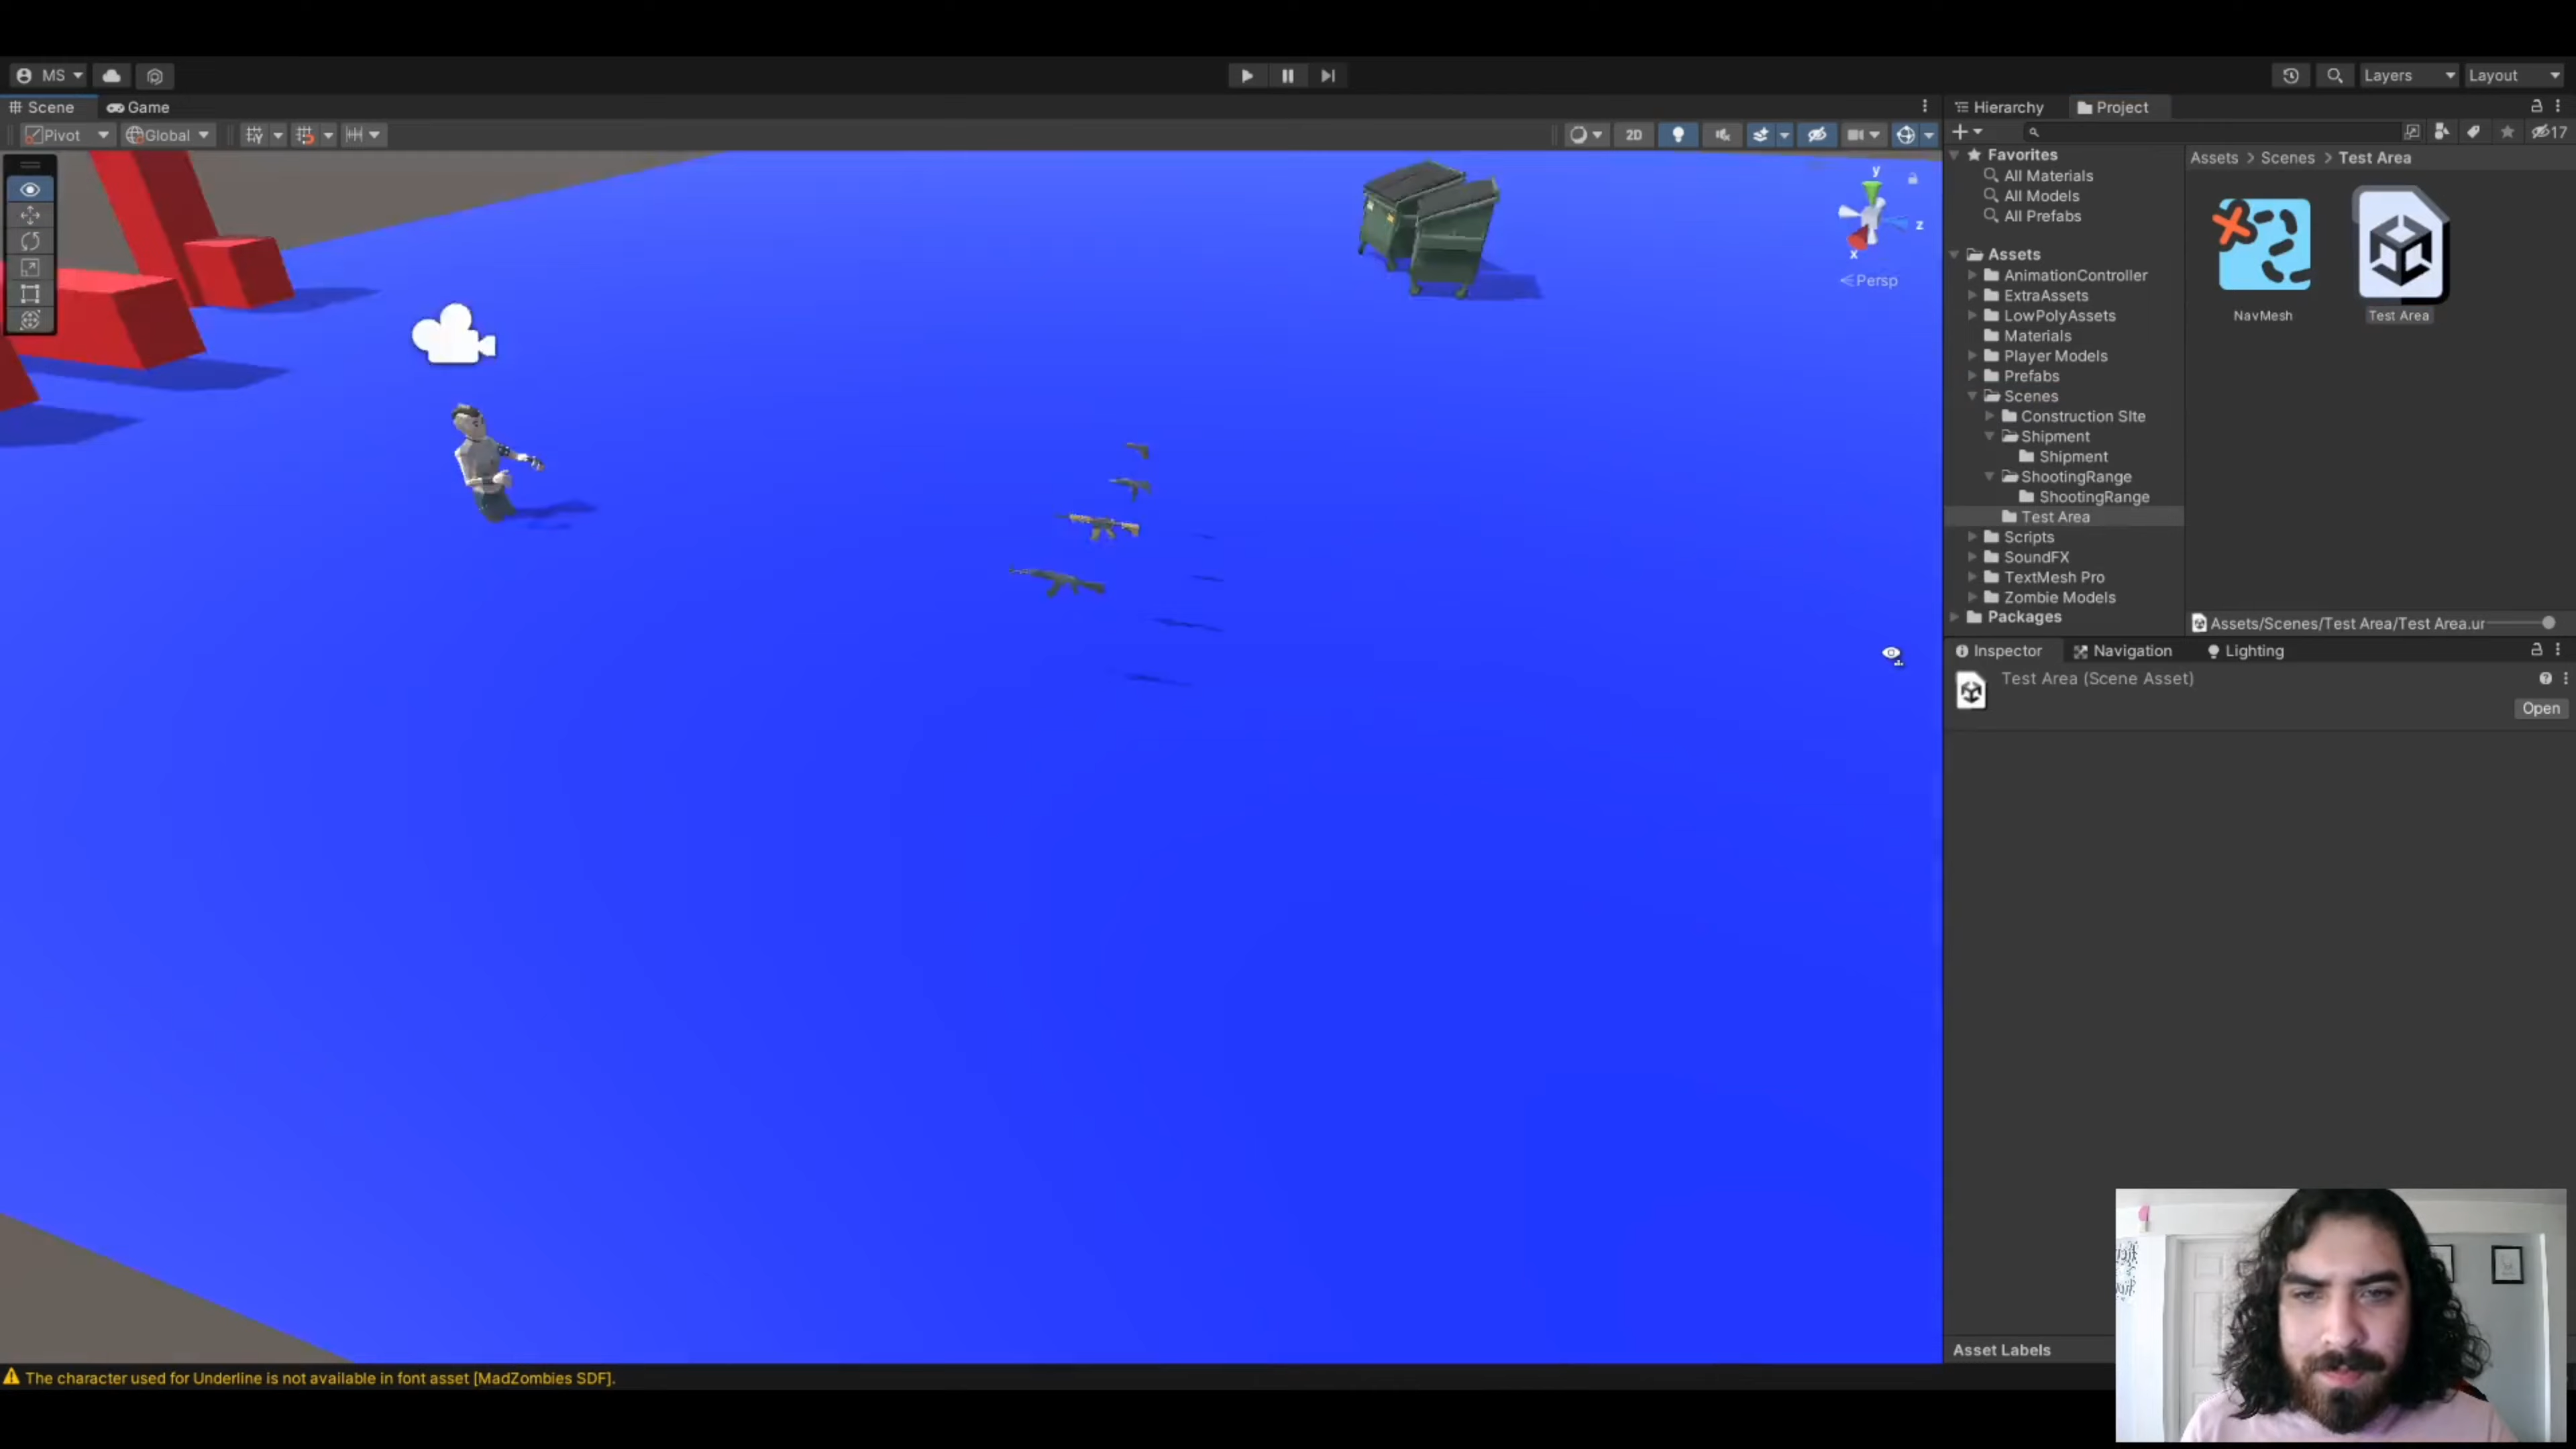 MS
Layers
Layout
Scene
Game
Hierarchy
Project
Pivot
Global
2D
17
Favorites
All Materials
All Models
All Prefabs
Assets > Scenes > Test Area
Assets
AnimationController
ExtraAssets
LowPolyAssets
Materials
Player Models
Prefabs
Scenes
Construction SIte
Shipment
Shipment
ShootingRange
ShootingRange
Test Area
Scripts
SoundFX
TextMesh Pro
Zombie Models
Packages
NavMesh
Test Area
y
z
x
Persp
Assets/Scenes/Test Area/Test Area.ur
Inspector
Navigation
Lighting
Test Area (Scene Asset)
Open
Asset Labels
The character used for Underline is not available in font asset [MadZombies SDF].